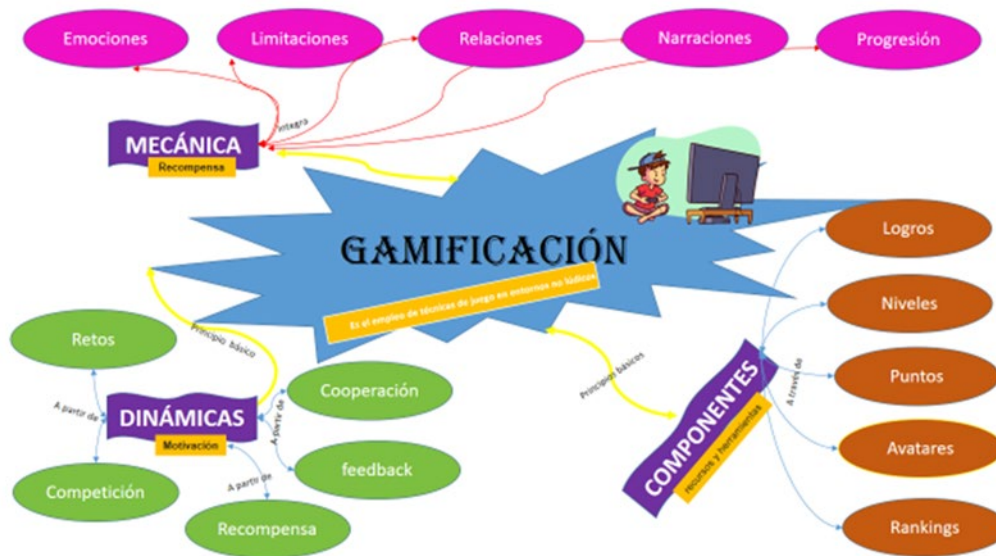 Emociones
Limitaciones
Relaciones
Narraciones
Progresión
Integra
MECÁNICA
Recompensa
GAMIFICACIÓN
Es el empleo de técnicas de juego en entornos no lúdicos
Principio básico
Retos
A partir de
Cooperación
DINÁMICAS
Motivación
A partir de
feedback
Competición
A partir de
Recompensa
Principios básicos
COMPONENTES
recursos y herramientas
A través de
Logros
Niveles
Puntos
Avatares
Rankings